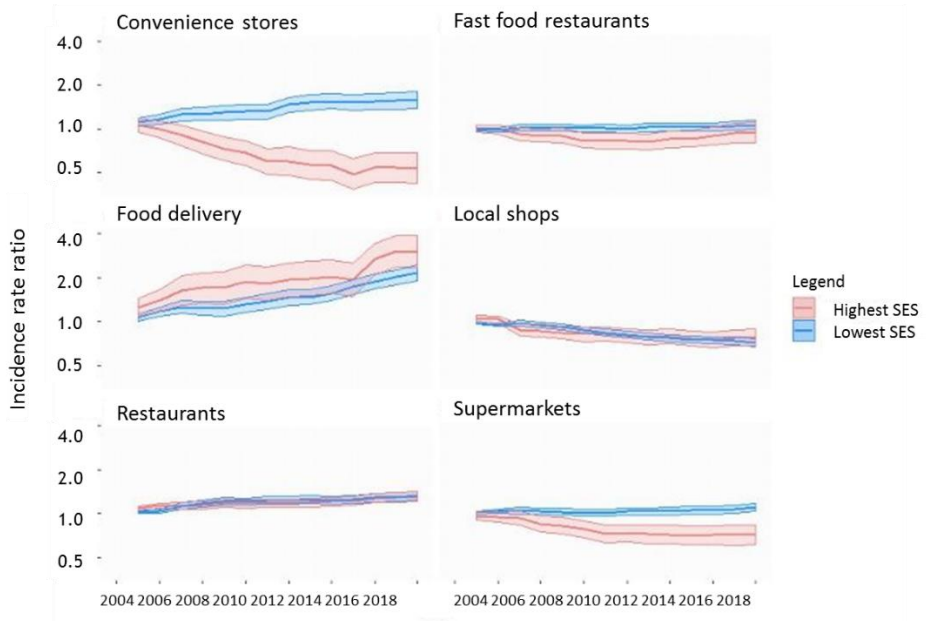 Convenience stores
Fast food restaurants
4.0
2.0
1.0
0.5
Food delivery
Local shops
4.0
2.0
1.0
0.5
Incidence rate ratio
Legend
Highest SES
Lowest SES
Restaurants
Supermarkets
4.0
2.0
1.0
0.5
2004 2006 2008 2010 2012 2014 2016 2018
2004 2006 2008 2010 2012 2014 2016 2018